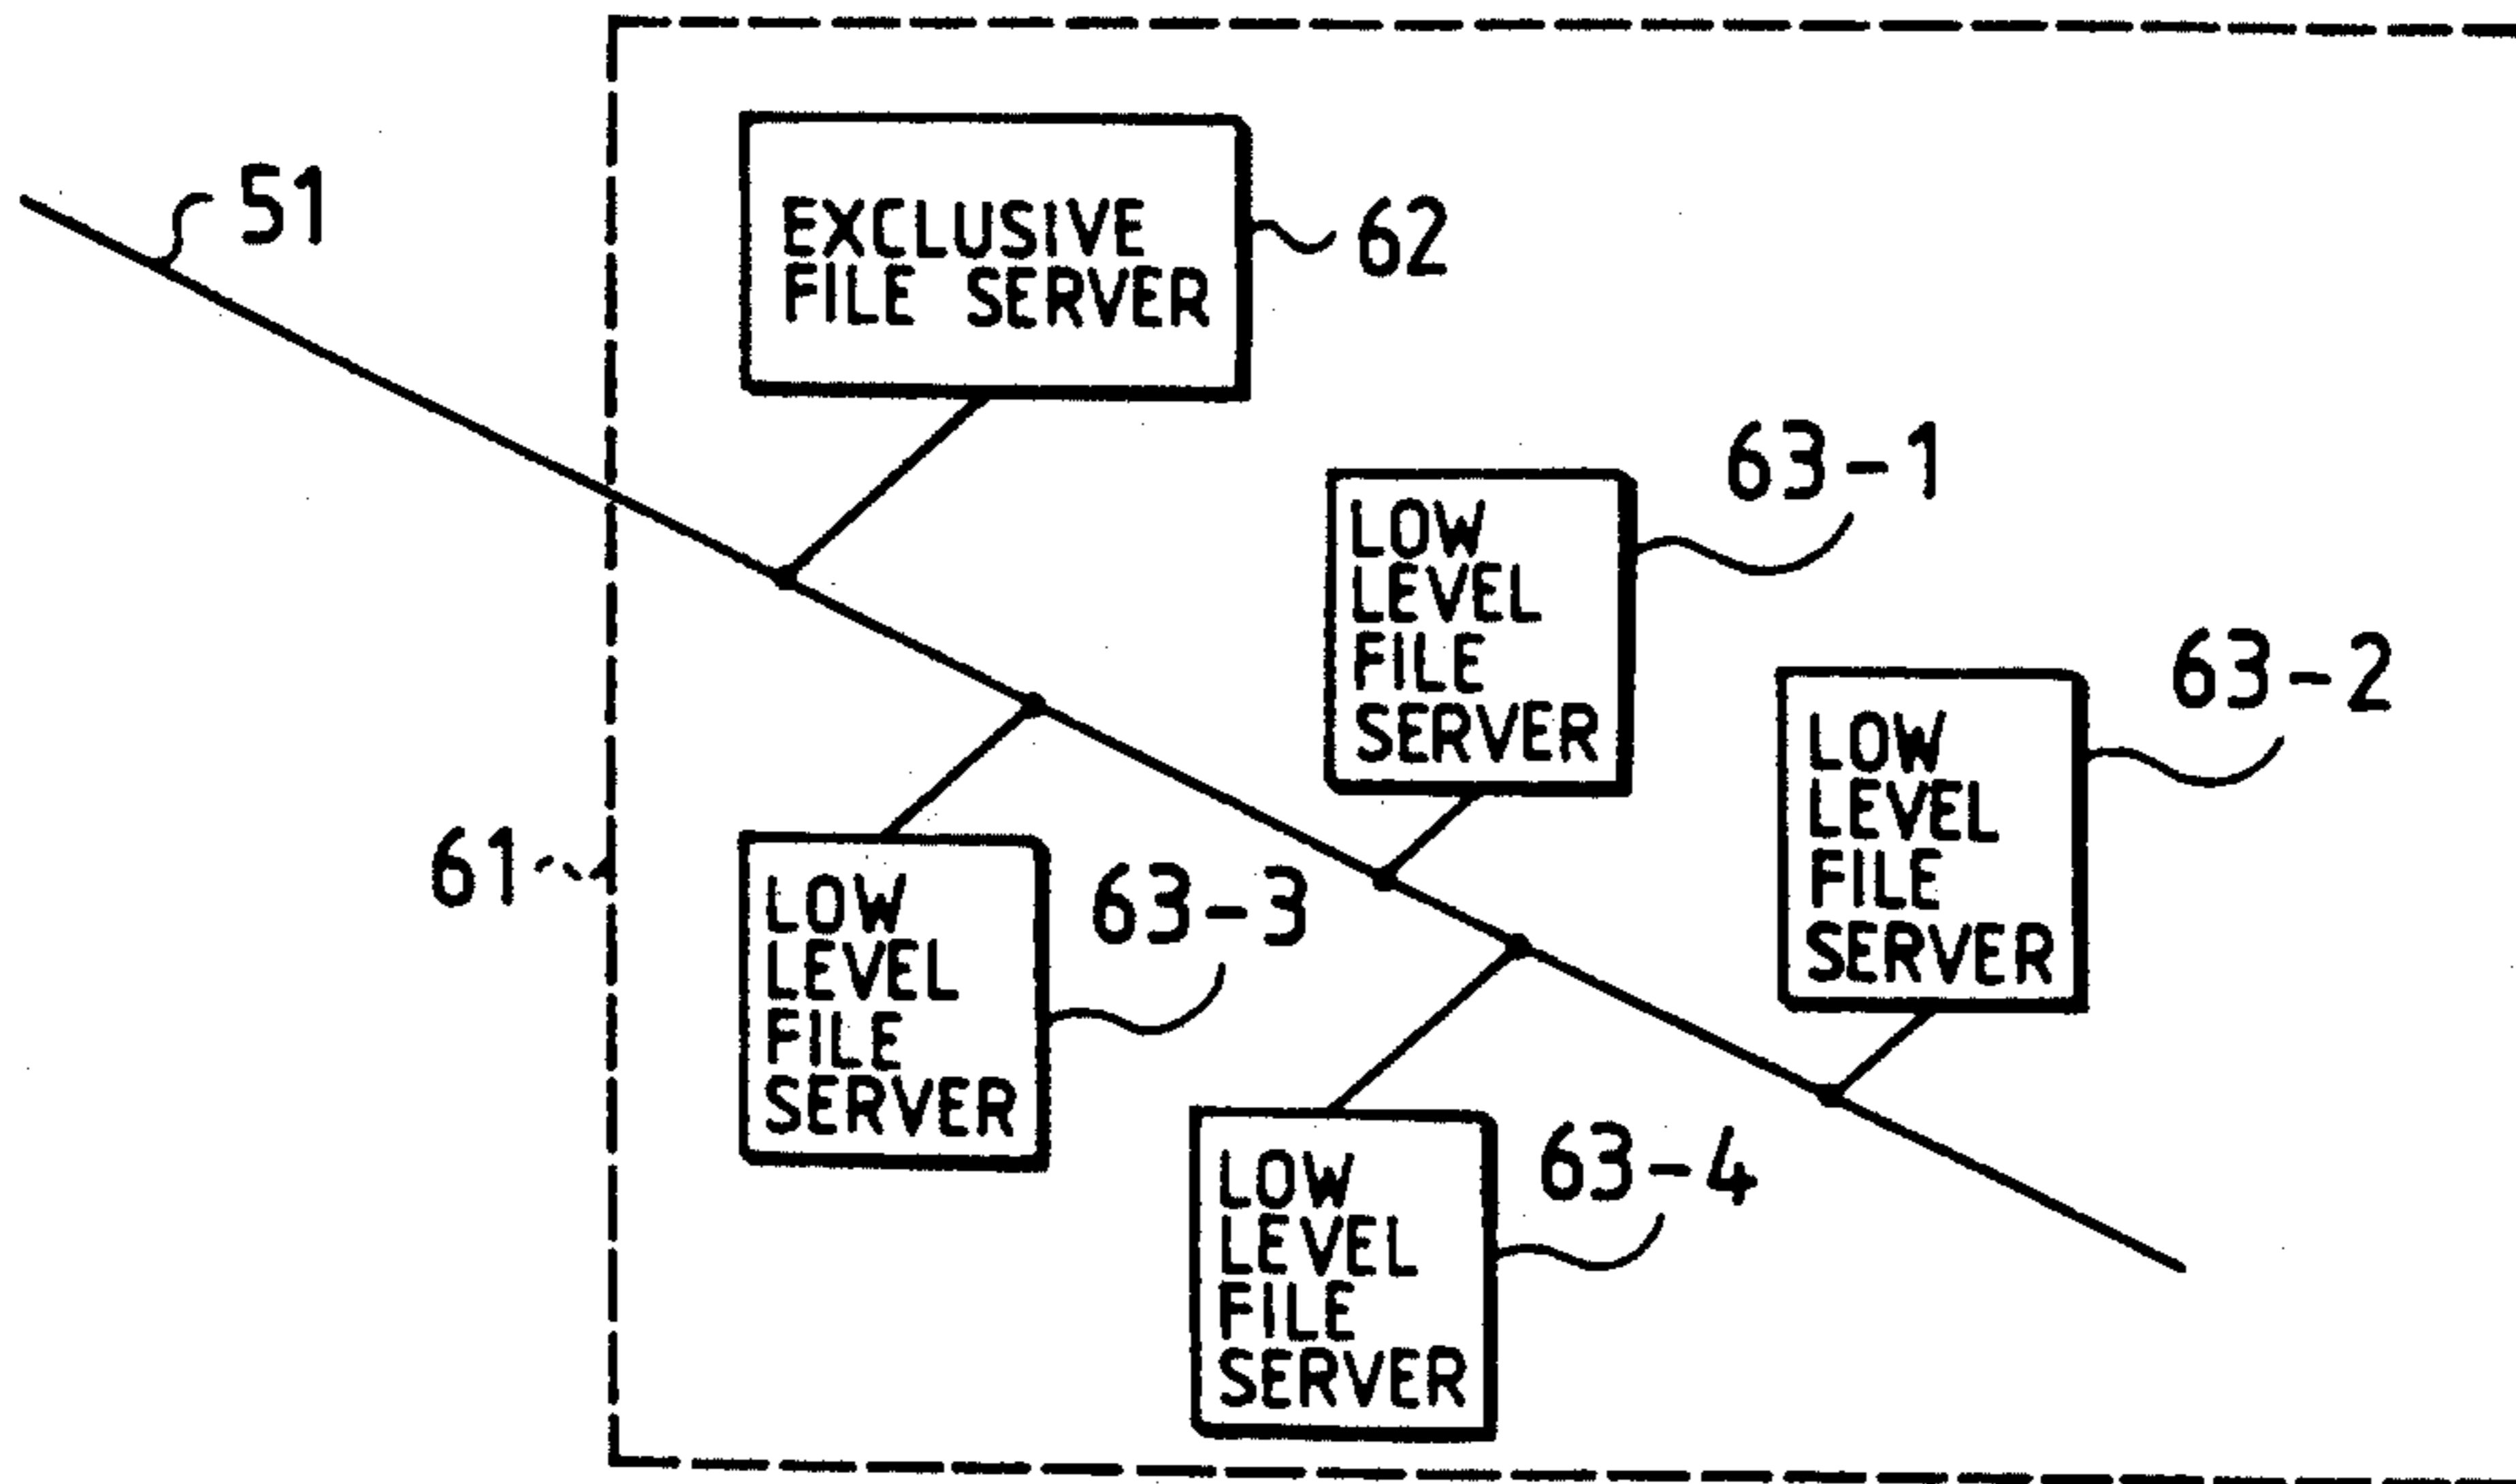 51
EXCLUSIVE
FILE SERVER
62
63-1
LOW
LEVEL
FILE
SERVER
63-2
LOW
LEVEL
FILE
SERVER
61
63-3
LOW
LEVEL
FILE
SERVER
63-4
LOW
LEVEL
FILE
SERVER